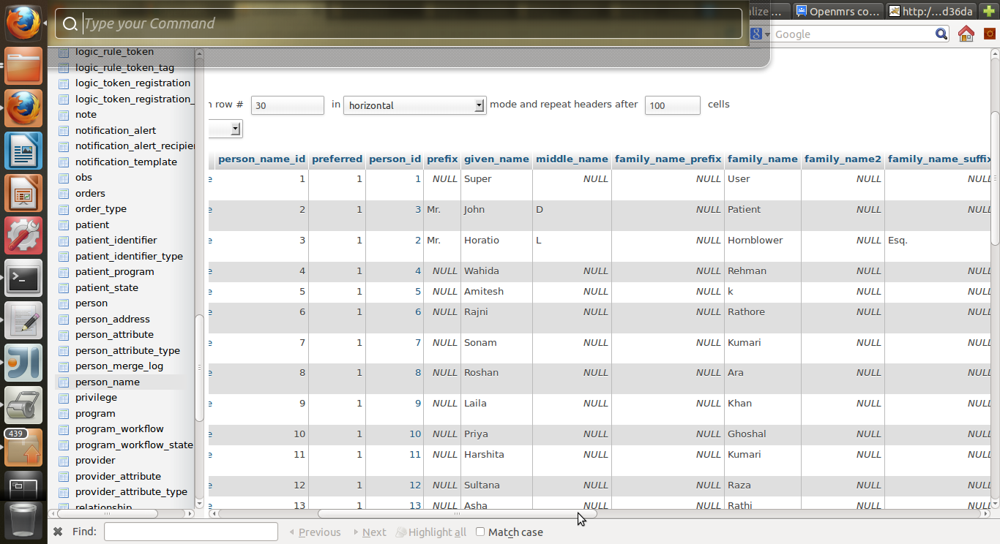 Type your Command
alize ...
Openmrs co...
http:/...d36da
Google
logic_rule_token
logic_rule_token_tag
logic_token_registration
logic_token_registration_
note
notification_alert
notification_alert_recipie
notification_template
obs
orders
order_type
patient
patient_identifier
patient_identifier_type
patient_program
patient_state
person
person_address
person_attribute
person_attribute_type
person_merge_log
person_name
privilege
program
program_workflow
program_workflow_state
provider
provider_attribute
provider_attribute_type
relationship
439
n row # 30 in horizontal mode and repeat headers after 100 cells
person_name_id preferred person_id prefix given_name middle_name family_name_prefix family_name family_name2 family_name_suffix
e 1 1 1 NULL Super NULL NULL User NULL NULL
e 2 1 3 Mr. John D NULL Patient NULL NULL
e 3 1 2 Mr. Horatio L NULL Hornblower NULL Esq.
e 4 1 4 NULL Wahida NULL NULL Rehman NULL NULL
e 5 1 5 NULL Amitesh NULL NULL k NULL NULL
e 6 1 6 NULL Rajni NULL NULL Rathore NULL NULL
e 7 1 7 NULL Sonam NULL NULL Kumari NULL NULL
e 8 1 8 NULL Roshan NULL NULL Ara NULL NULL
e 9 1 9 NULL Laila NULL NULL Khan NULL NULL
e 10 1 10 NULL Priya NULL NULL Ghoshal NULL NULL
e 11 1 11 NULL Harshita NULL NULL Kumari NULL NULL
e 12 1 12 NULL Sultana NULL NULL Raza NULL NULL
e 13 1 13 NULL Asha NULL NULL Rathi NULL NULL
Find: Previous Next Highlight all Match case